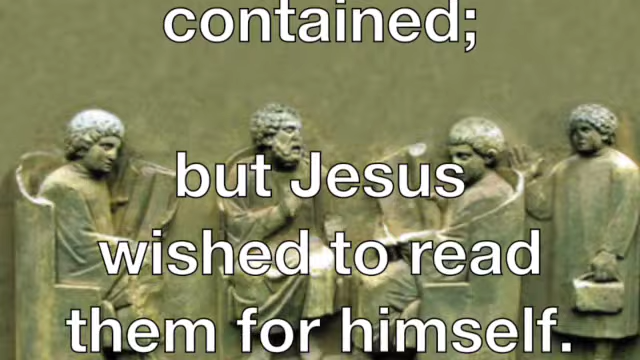 contained;
but Jesus
wished to read
them for himself.